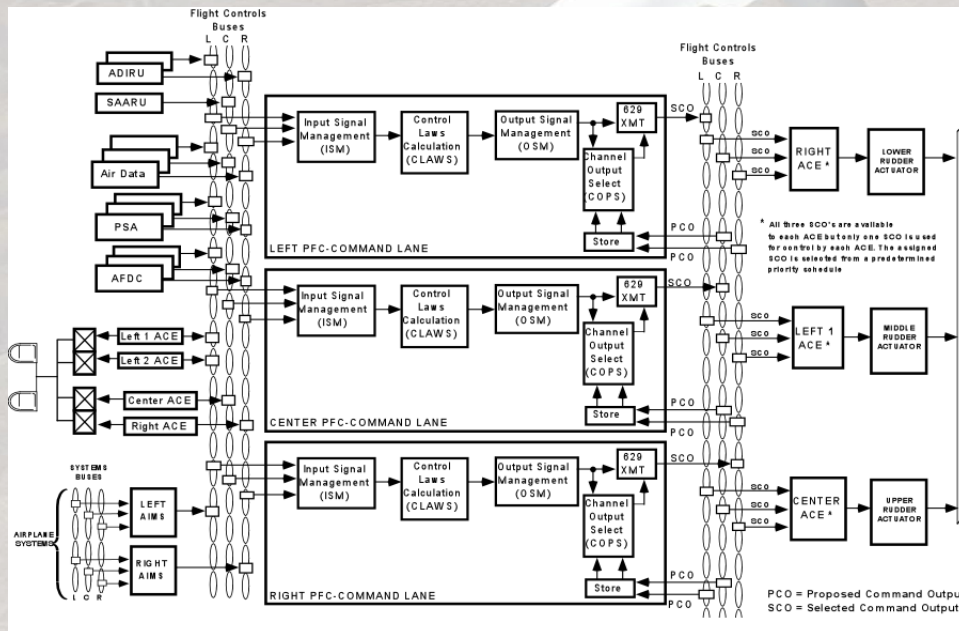 Flight Controls
Buses
L C R
ADIRU
SAARU
Air Data
PSA
AFDC
Left 1 ACE
Left 2 ACE
Center ACE
Right ACE
SYSTEMS
BUSES
AIRPLANE
SYSTEMS
LEFT
AIMS
RIGHT
AIMS
L C R
Input Signal
Management
(ISM)
Control
Laws
Calculation
(CLAWS)
Output Signal
Management
(OSM)
629
XMT
Channel
Output
Select
(COPS)
Store
LEFT PFC-COMMAND LANE
SCO
PCO
PCO
Input Signal
Management
(ISM)
Control
Laws
Calculation
(CLAWS)
Output Signal
Management
(OSM)
629
XMT
Channel
Output
Select
(COPS)
Store
CENTER PFC-COMMAND LANE
SCO
PCO
PCO
Input Signal
Management
(ISM)
Control
Laws
Calculation
(CLAWS)
Output Signal
Management
(OSM)
629
XMT
Channel
Output
Select
(COPS)
Store
RIGHT PFC-COMMAND LANE
SCO
PCO
PCO
Flight Controls
Buses
L C R
SCO
SCO
SCO
RIGHT
ACE *
LOWER
RUDDER
ACTUATOR
* All three SCO's are available
to each ACE but only one SCO is used
for control by each ACE. The assigned
SCO is selected from a predetermined
priority schedule
SCO
SCO
SCO
LEFT 1
ACE *
MIDDLE
RUDDER
ACTUATOR
SCO
SCO
SCO
CENTER
ACE *
UPPER
RUDDER
ACTUATOR
PCO = Proposed Command Outpu
SCO = Selected Command Output